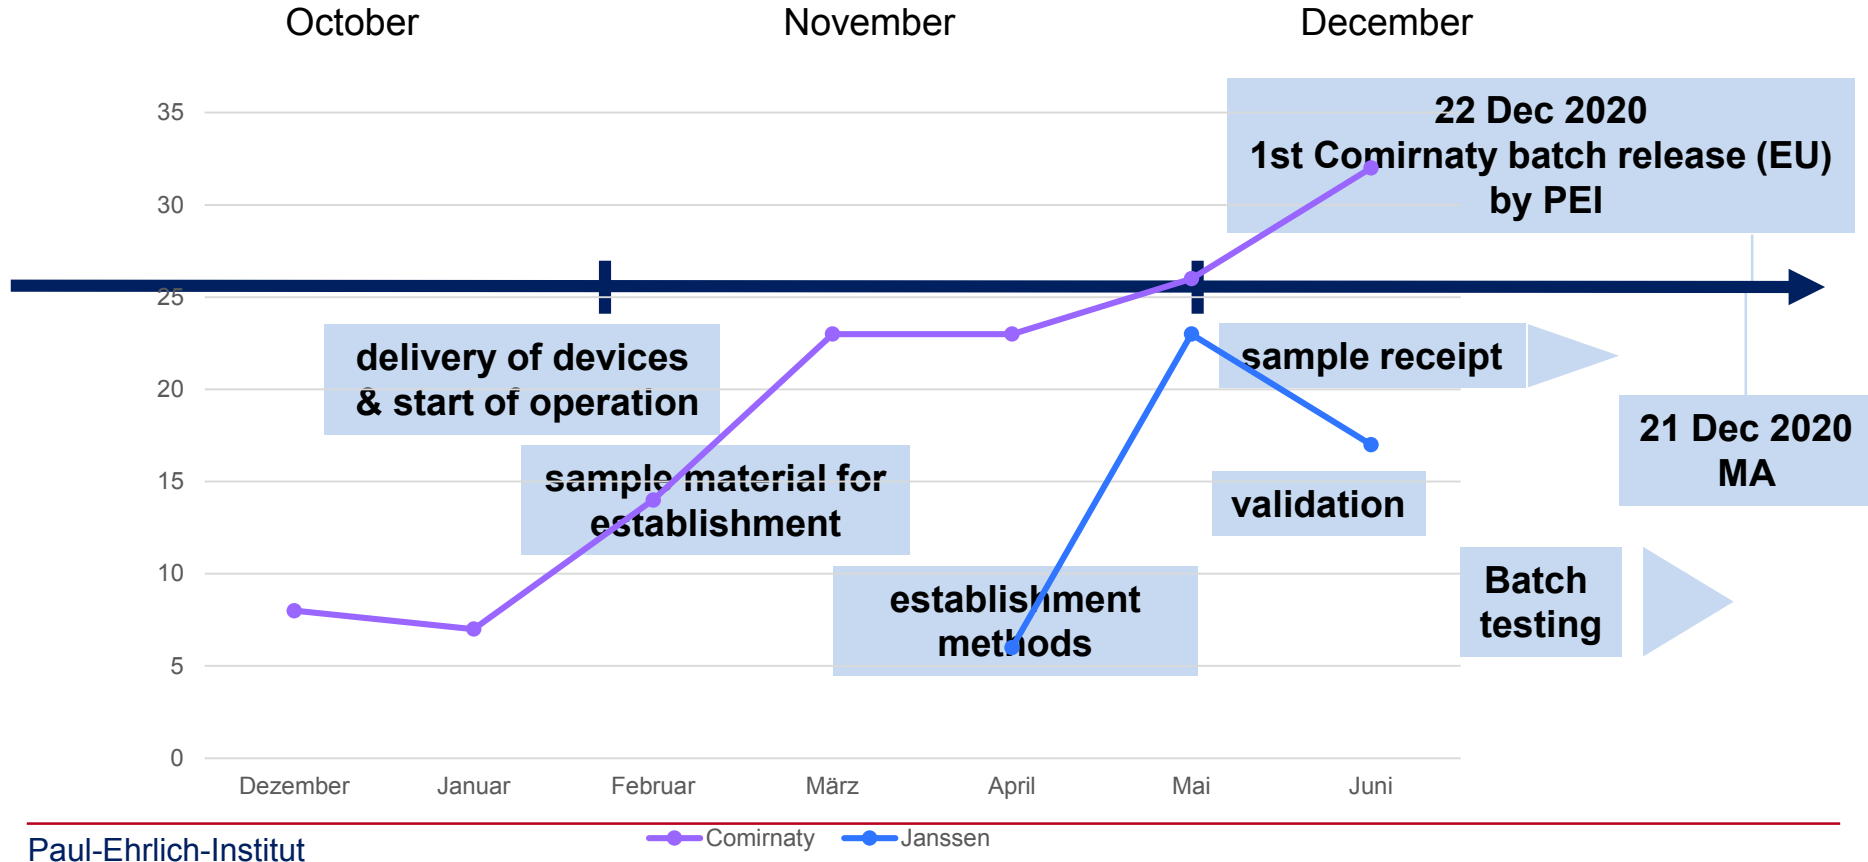 October
November
December
35
30
25
20
15
10
5
0
22 Dec 2020
1st Comirnaty batch release (EU)
by PEI
delivery of devices
& start of operation
sample receipt
21 Dec 2020
MA
sample material for
establishment
validation
establishment
methods
Batch
testing
Dezember
Januar
Februar
März
April
Mai
Juni
Comirnaty
Janssen
Paul-Ehrlich-Institut